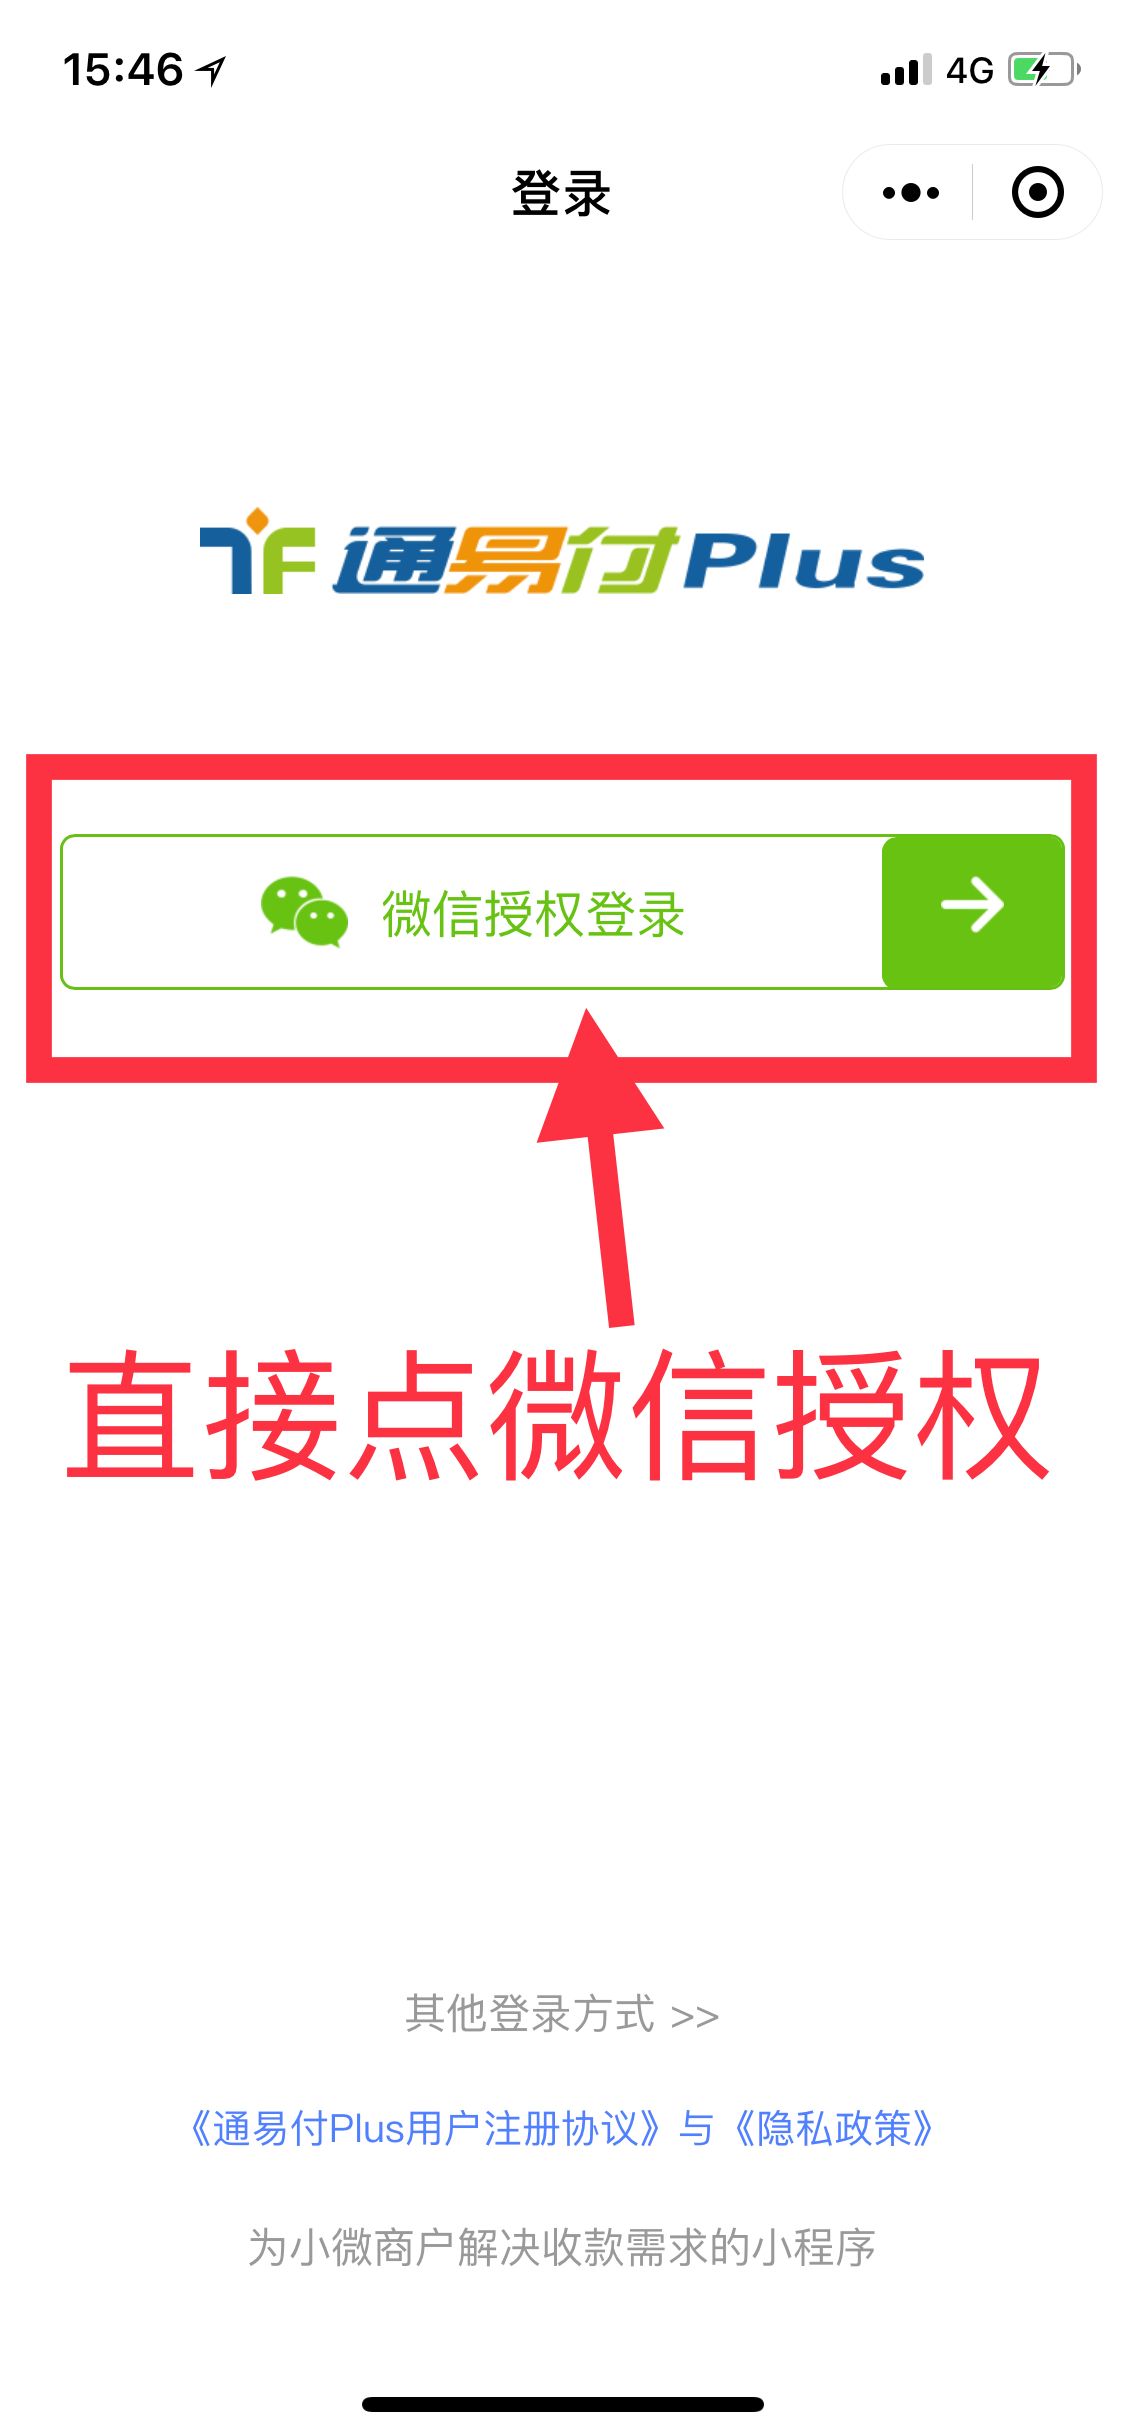 15:46
4G
登录
通易付Plus
微信授权登录
直接点微信授权
其他登录方式 >>
《通易付Plus用户注册协议》与《隐私政策》
为小微商户解决收款需求的小程序